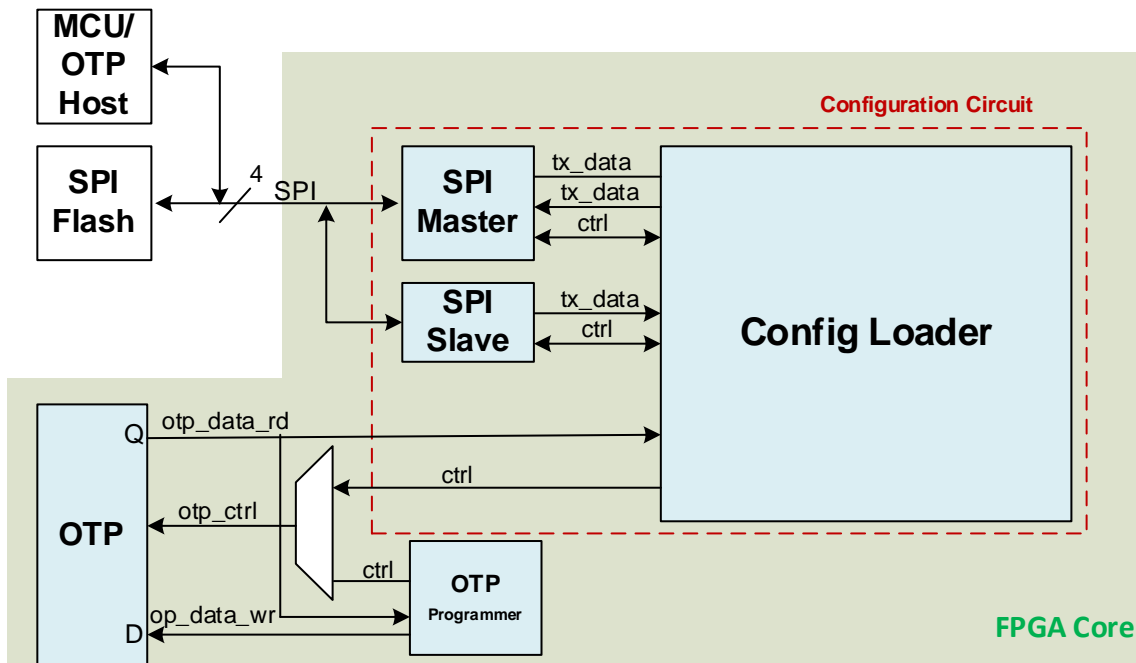 MCU/
OTP
Host
Configuration Circuit
SPI
Flash
4
SPI
SPI
Master
tx_data
tx_data
ctrl
SPI
Slave
tx_data
ctrl
Config Loader
Q
otp_data_rd
ctrl
otp_ctrl
OTP
ctrl
OTP
Programmer
D
op_data_wr
FPGA Core